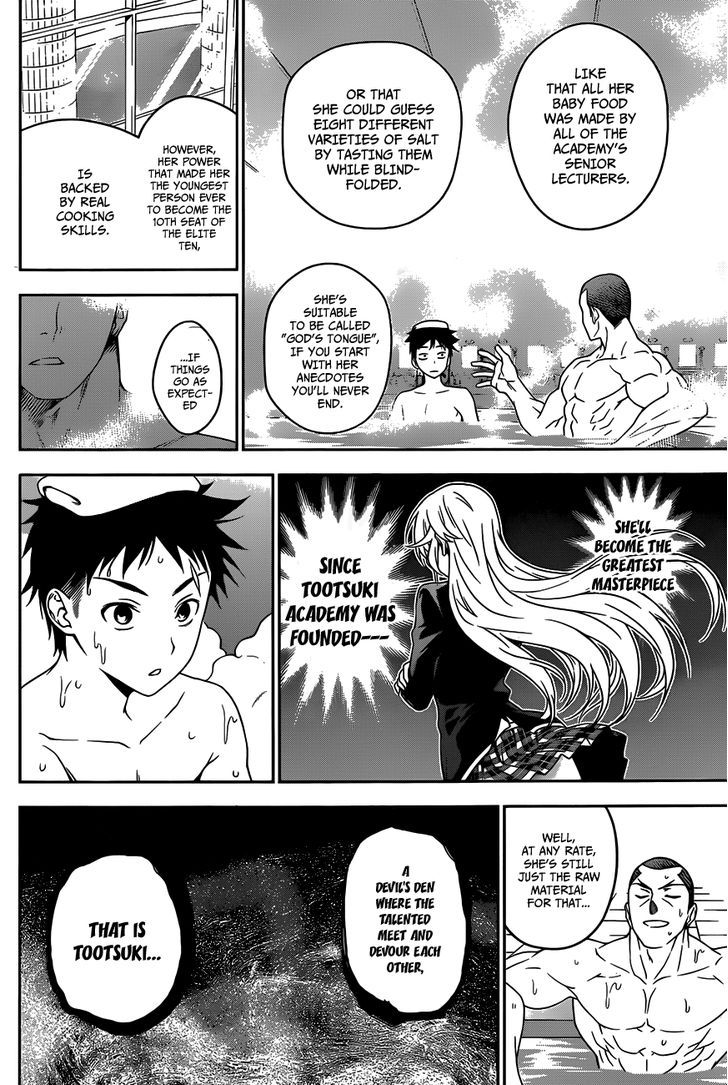 LIKE
THAT ALL HER
BABY FOOD
WAS MADE BY
ALL OF THE
ACADEMY'S
SENIOR
LECTURERS.
OR THAT
SHE COULD GUESS
EIGHT DIFFERENT
VARIETIES OF SALT
BY TASTING THEM
WHILE BLIND-
FOLDED.
SHE'S
SUITABLE
TO BE CALLED
"GOD'S TONGUE",
IF YOU START
WITH HER
ANECDOTES
YOU'LL NEVER
END.
HOWEVER,
HER POWER
THAT MADE HER
THE YOUNGEST
PERSON EVER
TO BECOME THE
10TH SEAT OF
THE ELITE
TEN,
IS
BACKED
BY REAL
COOKING
SKILLS.
...IF
THINGS GO
AS
EXPECT-
ED
SHE'LL
BECOME THE
GREATEST
MASTERPIECE
SINCE
TOOTSUKI
ACADEMY WAS
FOUNDED---
WELL,
AT ANY RATE,
SHE'S STILL
JUST THE RAW
MATERIAL
FOR THAT...
A
DEVIL'S DEN
WHERE THE
TALENTED
MEET AND
DEVOUR EACH
OTHER,
THAT IS
TOOTSUKI...